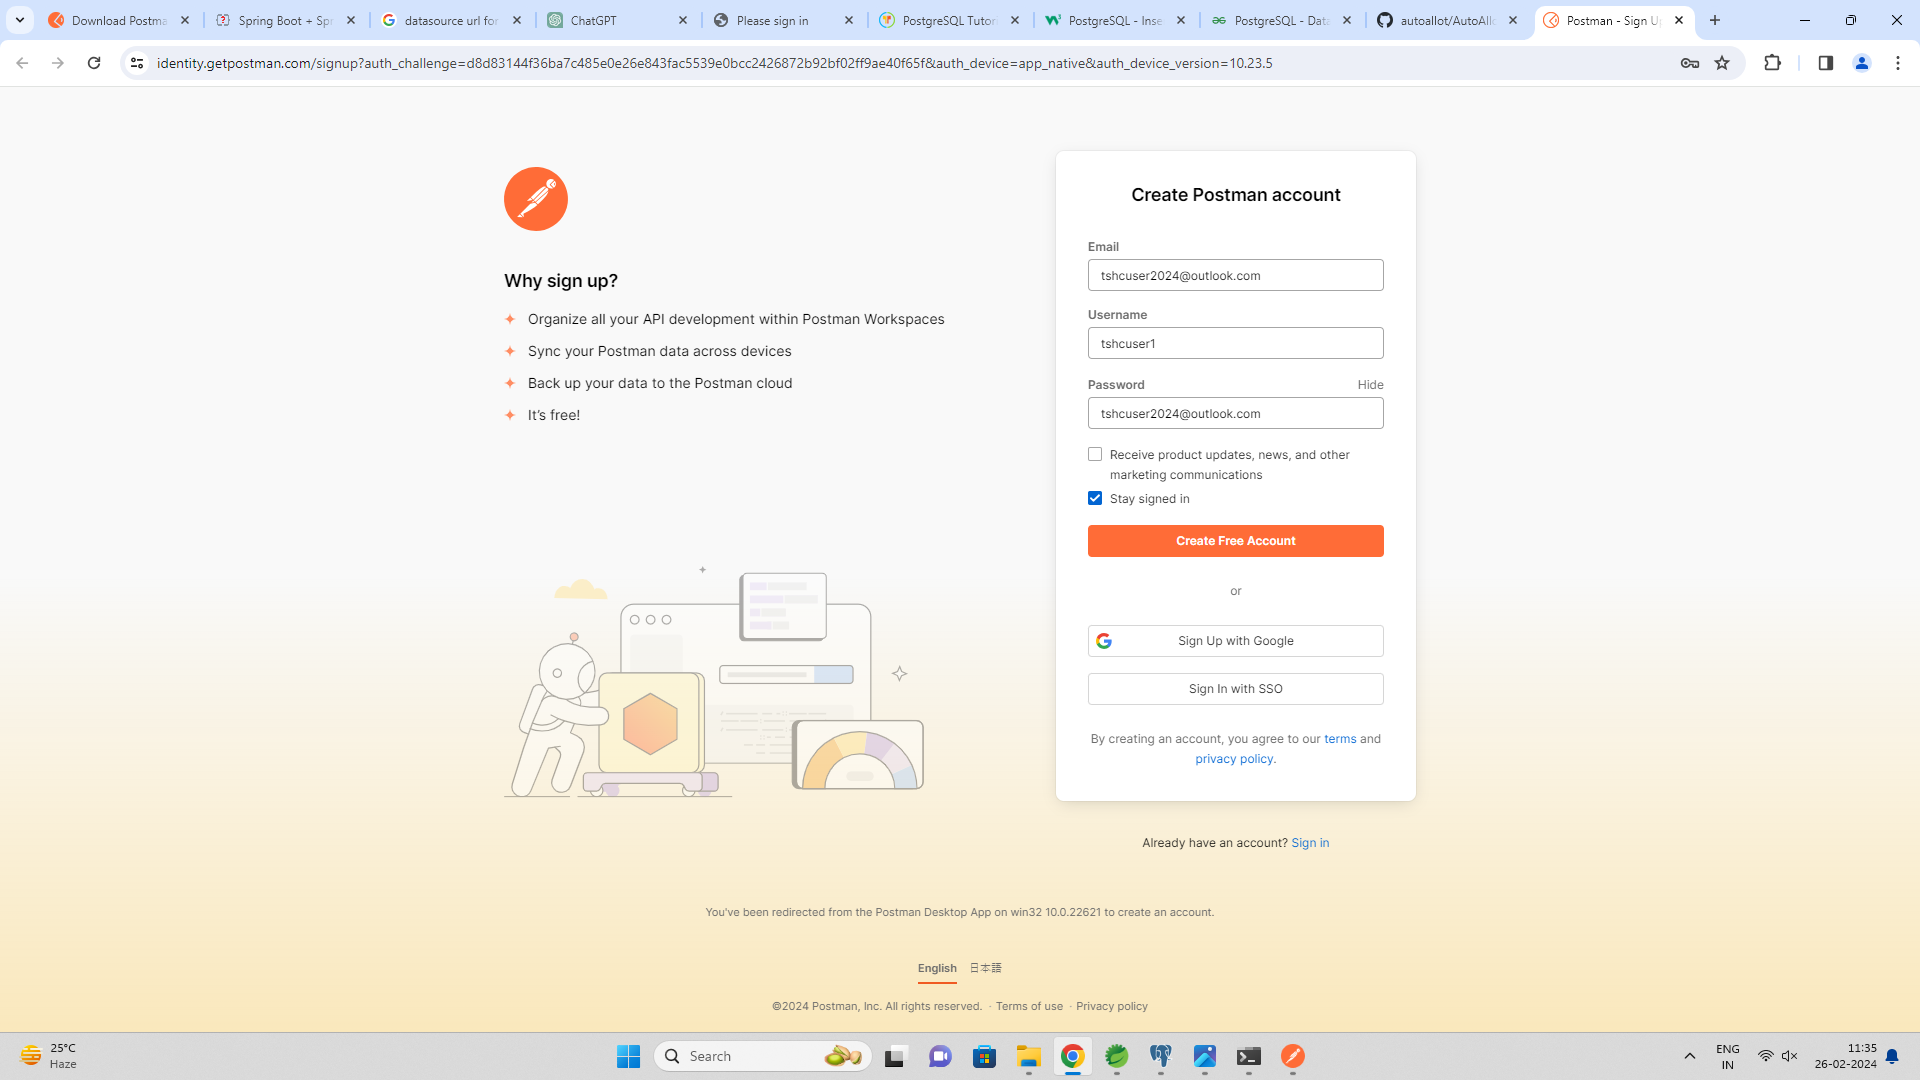 Download Postma
Spring Boot + Spr
datasource url for
ChatGPT
Please sign in
PostgreSQL Tutori
PostgreSQL - Inse
PostgreSQL - Data
autoallot/AutoAllo
Postman - Sign Up
identity.getpostman.com/signup?auth_challenge=d8d83144f36ba7c485e0e26e843fac5539e0bcc2426872b92bf02ff9ae40f65f&auth_device=app_native&auth_device_version=10.23.5
Why sign up?
Organize all your API development within Postman Workspaces
Sync your Postman data across devices
Back up your data to the Postman cloud
It's free!
Create Postman account
Email
tshcuser2024@outlook.com
Username
tshcuser1
Password Hide
tshcuser2024@outlook.com
Receive product updates, news, and other
marketing communications
Stay signed in
Create Free Account
or
Sign Up with Google
Sign In with SSO
By creating an account, you agree to our terms and
privacy policy.
Already have an account? Sign in
You've been redirected from the Postman Desktop App on win32 10.0.22621 to create an account.
English 日本語
©2024 Postman, Inc. All rights reserved. · Terms of use · Privacy policy
25°C
Haze
Search
ENG
IN
11:35
26-02-2024